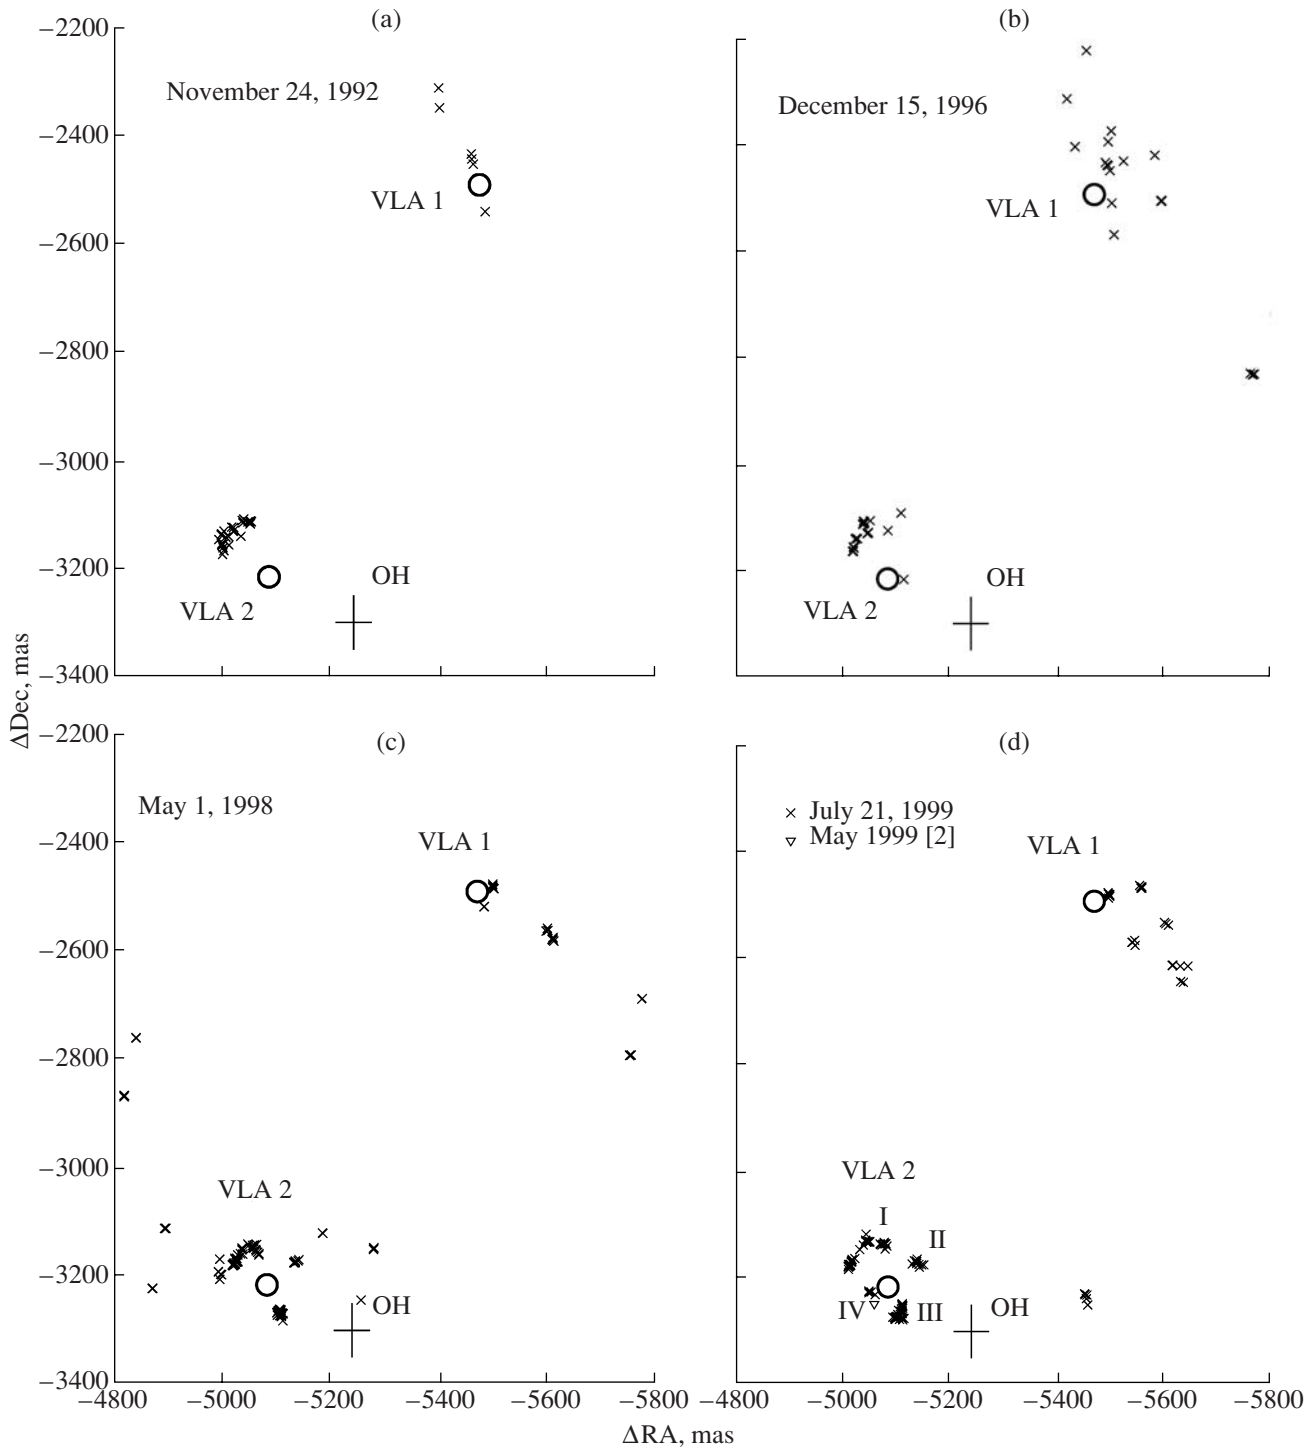 (a)
−2200
November 24, 1992
−2400
VLA 1
−2600
−2800
−3000
−3200
OH
VLA 2
−3400
(b)
December 15, 1996
VLA 1
OH
VLA 2
ΔDec, mas
(c)
−2200
May 1, 1998
VLA 1
−2400
−2600
−2800
−3000
VLA 2
−3200
OH
−3400
−4800 −5000 −5200 −5400 −5600 −5800
(d)
July 21, 1999
May 1999 [2]
VLA 1
VLA 2
I
II
IV
III
OH
−4800 −5000 −5200 −5400 −5600 −5800
ΔRA, mas